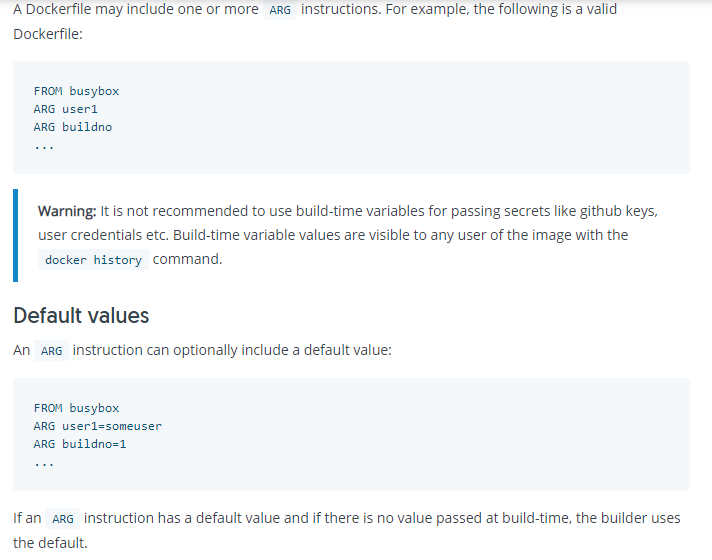 A Dockerfile may include one or more ARG instructions. For example, the following is a valid
Dockerfile:
FROM busybox
ARG user1
ARG buildno
...
Warning: It is not recommended to use build-time variables for passing secrets like github keys,
user credentials etc. Build-time variable values are visible to any user of the image with the
docker history command.
Default values
An ARG instruction can optionally include a default value:
FROM busybox
ARG user1=someuser
ARG buildno=1
...
If an ARG instruction has a default value and if there is no value passed at build-time, the builder uses
the default.